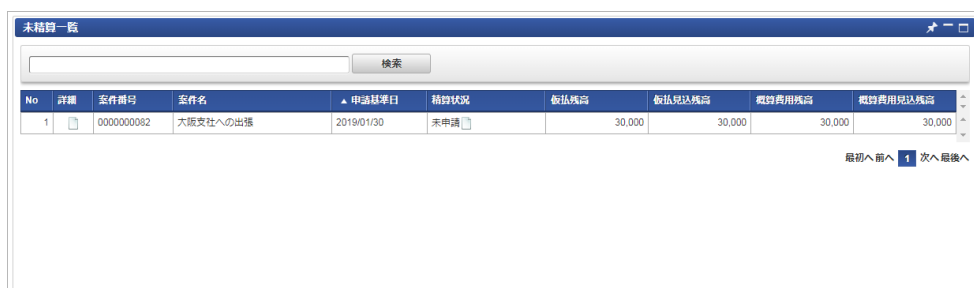 未精算一覧
検索
No 詳細 案件番号 案件名 ▲ 申請基準日 精算状況 仮払残高 仮払見込残高 概算費用残高 概算費用見込残高
1 0000000082 大阪支社への出張 2019/01/30 未申請 30,000 30,000 30,000 30,000
最初へ 前へ 1 次へ 最後へ